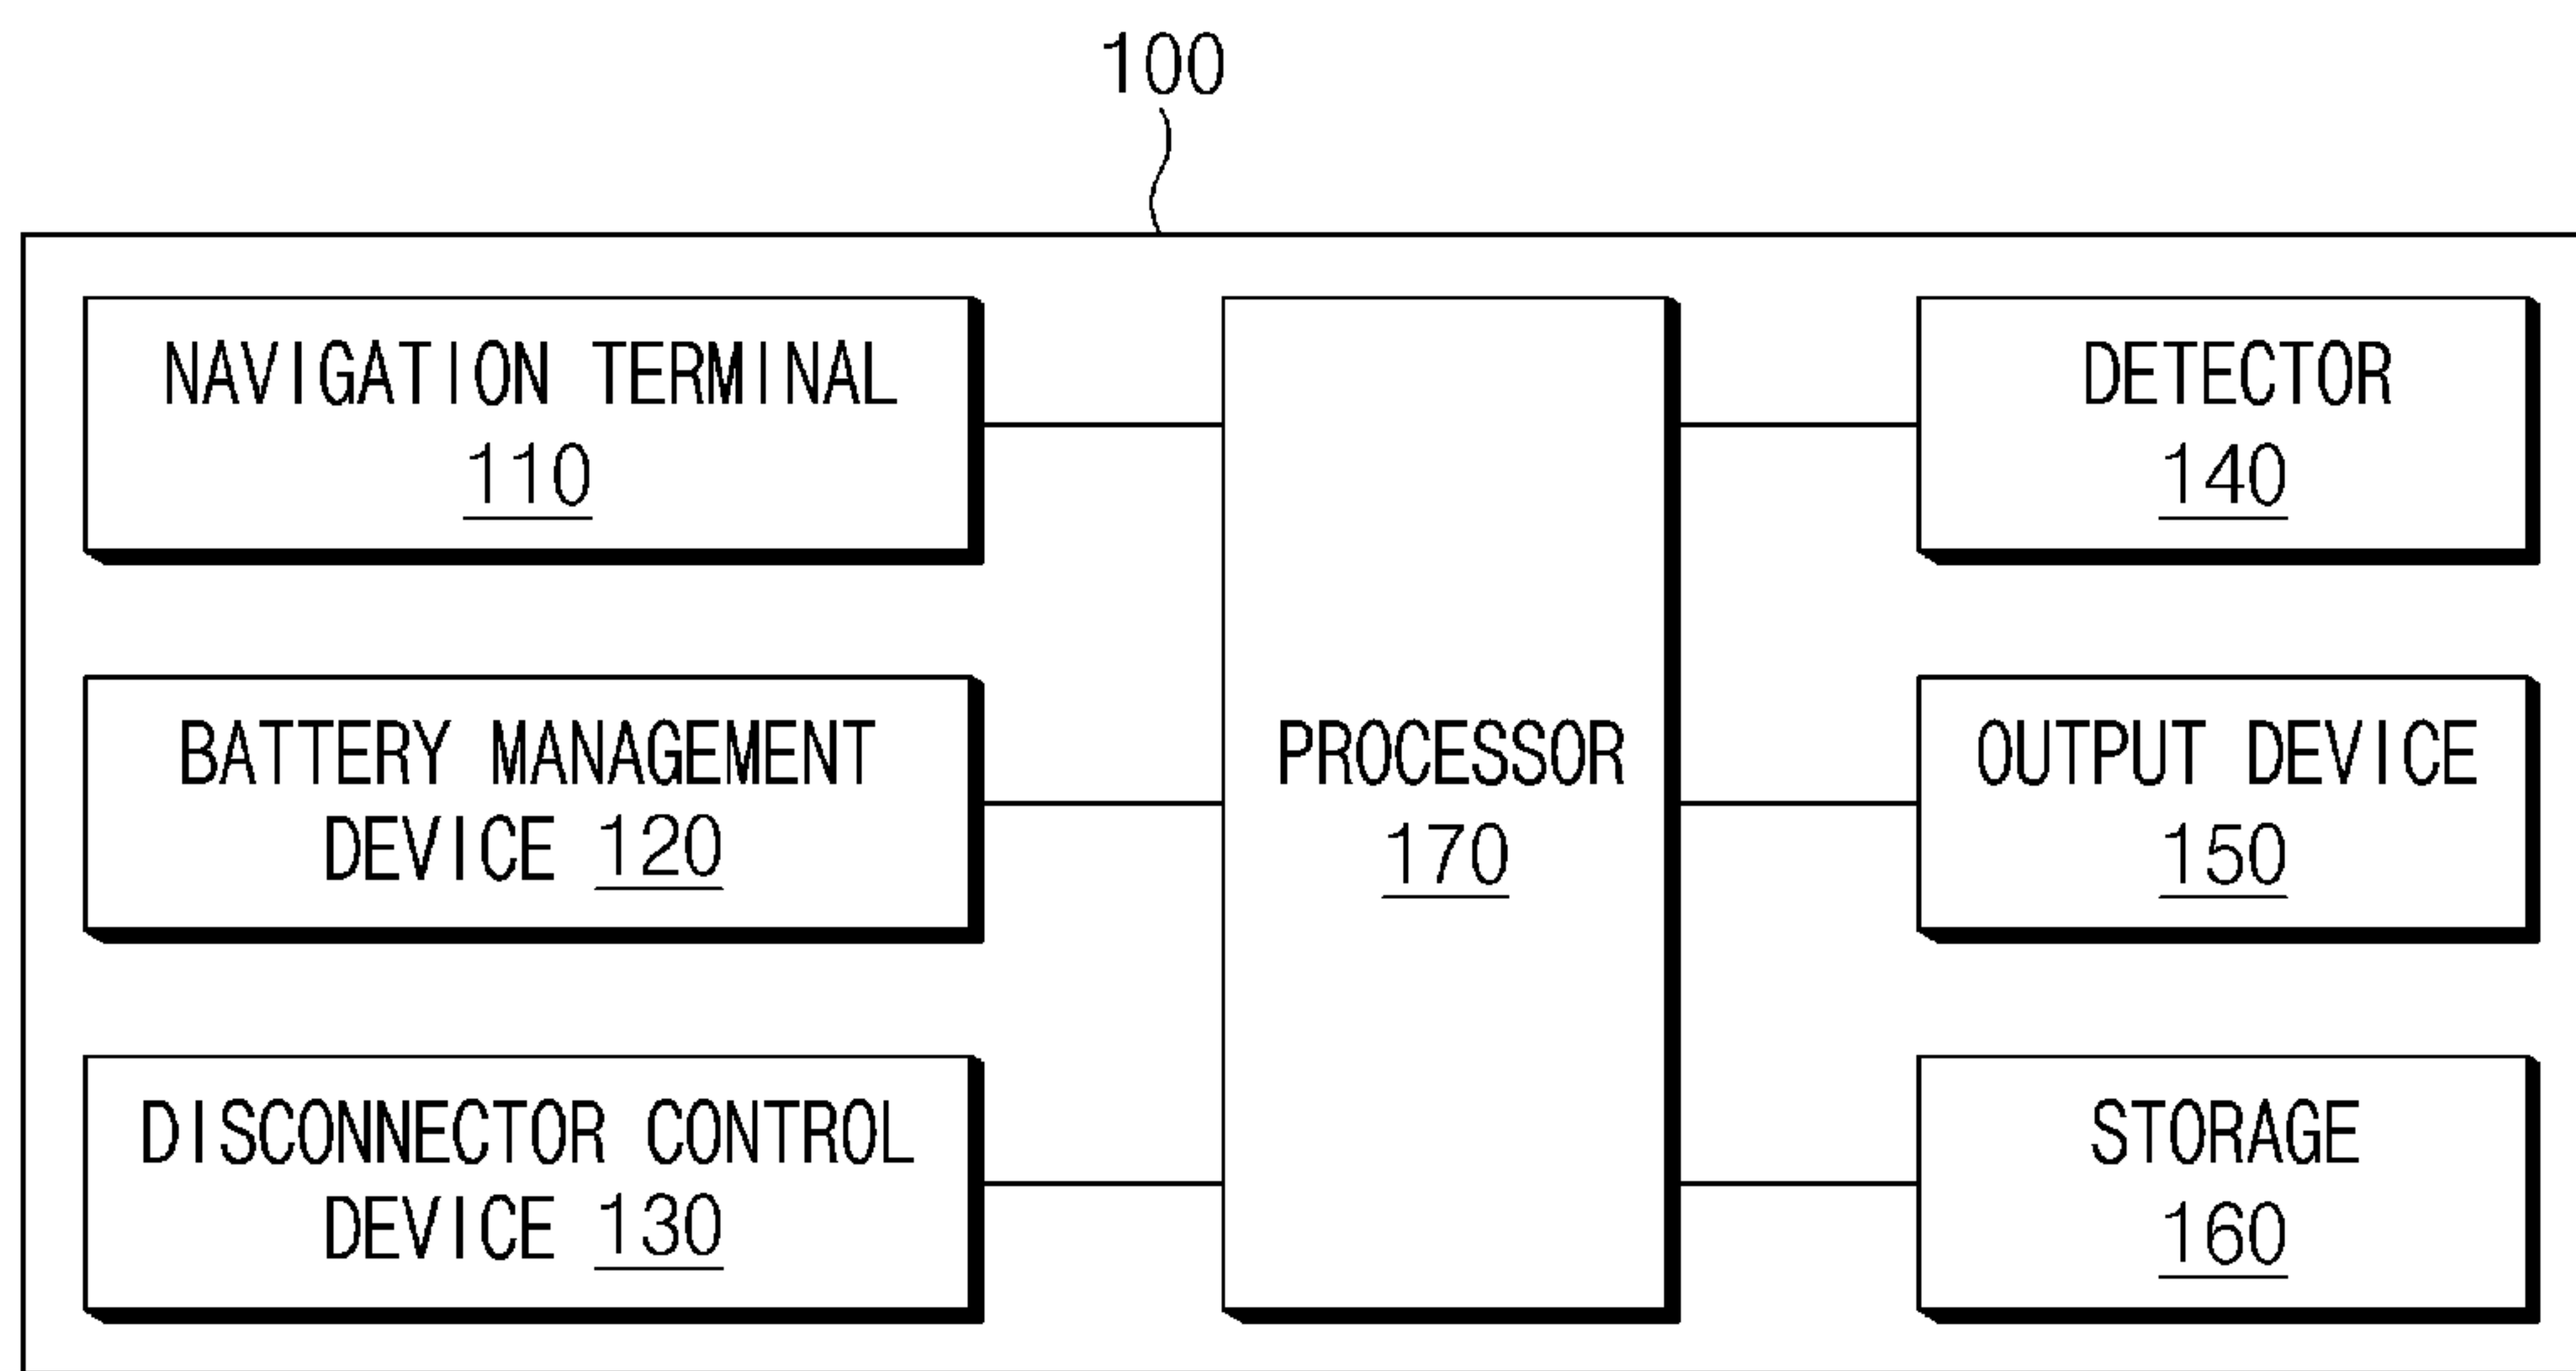 100
NAVIGATION TERMINAL
110
BATTERY MANAGEMENT
DEVICE 120
DISCONNECTOR CONTROL
DEVICE 130
PROCESSOR
170
DETECTOR
140
OUTPUT DEVICE
150
STORAGE
160